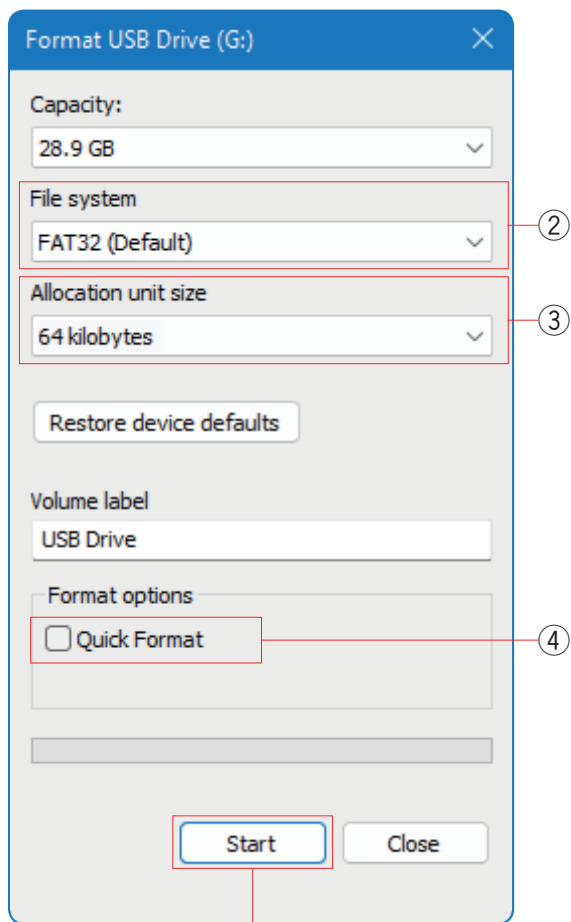 Format USB Drive (G:)
Capacity:
28.9 GB
File system
FAT32 (Default)
②
Allocation unit size
64 kilobytes
③
Restore device defaults
Volume label
USB Drive
Format options
Quick Format
④
Start Close